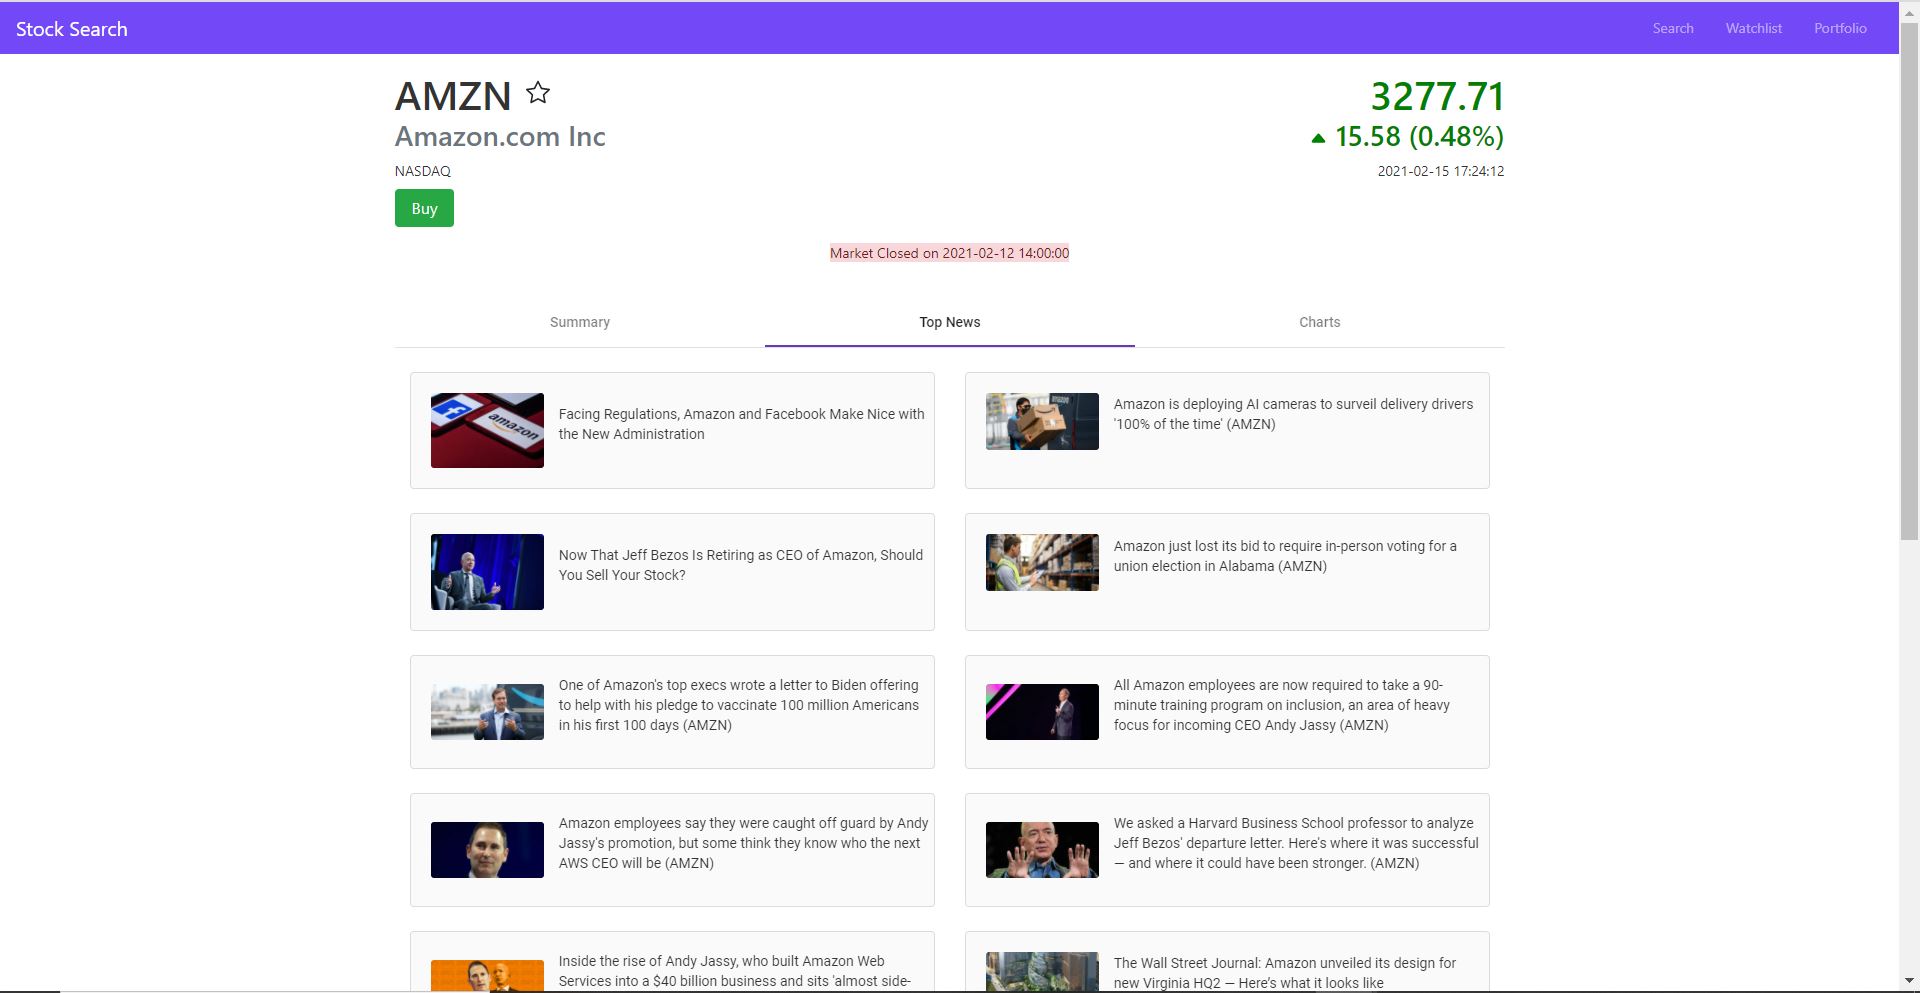 Stock Search
Search
Watchlist
Portfolio
AMZN
3277.71
Amazon.com Inc
15.58 (0.48%)
NASDAQ
2021-02-15 17:24:12
Buy
Market Closed on 2021-02-12 14:00:00
Summary
Top News
Charts
amazon
Facing Regulations, Amazon and Facebook Make Nice with
the New Administration
Amazon is deploying AI cameras to surveil delivery drivers
'100% of the time' (AMZN)
Now That Jeff Bezos Is Retiring as CEO of Amazon, Should
You Sell Your Stock?
Amazon just lost its bid to require in-person voting for a
union election in Alabama (AMZN)
One of Amazon's top execs wrote a letter to Biden offering
to help with his pledge to vaccinate 100 million Americans
in his first 100 days (AMZN)
All Amazon employees are now required to take a 90-
minute training program on inclusion, an area of heavy
focus for incoming CEO Andy Jassy (AMZN)
Amazon employees say they were caught off guard by Andy
Jassy's promotion, but some think they know who the next
AWS CEO will be (AMZN)
We asked a Harvard Business School professor to analyze
Jeff Bezos' departure letter. Here's where it was successful
— and where it could have been stronger. (AMZN)
Inside the rise of Andy Jassy, who built Amazon Web
Services into a $40 billion business and sits 'almost side-
The Wall Street Journal: Amazon unveiled its design for
new Virginia HQ2 — Here's what it looks like